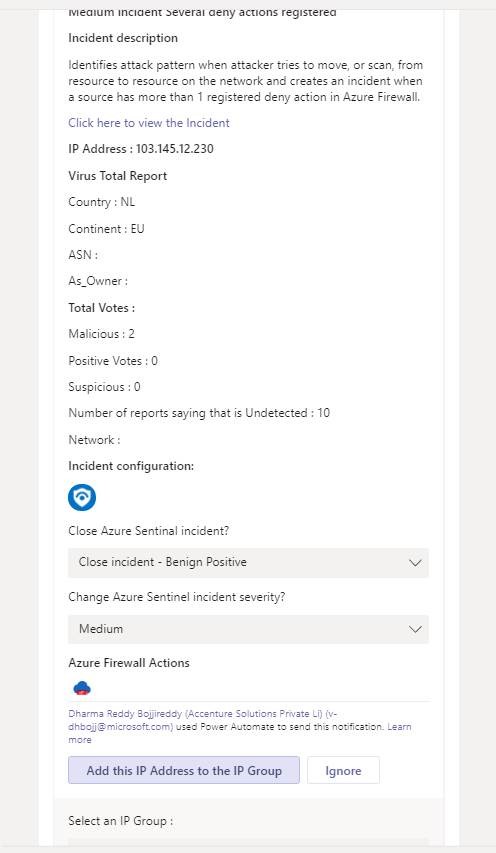 Medium Incident Several deny actions registered
Incident description
Identifies attack pattern when attacker tries to move, or scan, from
resource to resource on the network and creates an incident when
a source has more than 1 registered deny action in Azure Firewall.
Click here to view the Incident
IP Address : 103.145.12.230
Virus Total Report
Country : NL
Continent : EU
ASN :
As_Owner :
Total Votes :
Malicious : 2
Positive Votes : 0
Suspicious : 0
Number of reports saying that is Undetected : 10
Network :
Incident configuration:
Close Azure Sentinal incident?
Close incident - Benign Positive
Change Azure Sentinel incident severity?
Medium
Azure Firewall Actions
Dharma Reddy Bojjireddy (Accenture Solutions Private Li) (v-
dhbojj@microsoft.com) used Power Automate to send this notification. Learn
more
Add this IP Address to the IP Group
Ignore
Select an IP Group :